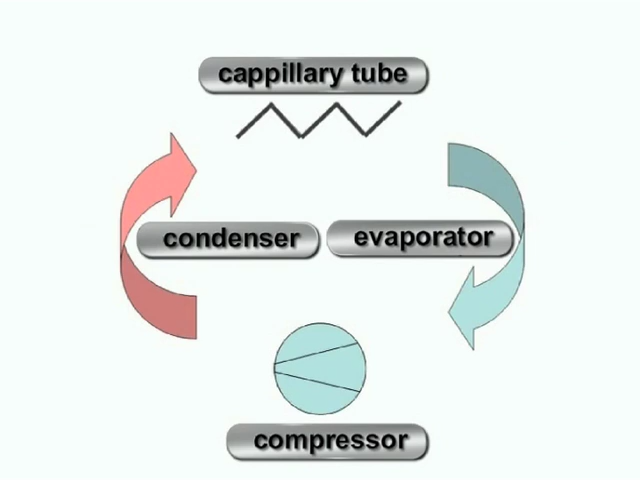 cappillary tube
condenser
evaporator
compressor